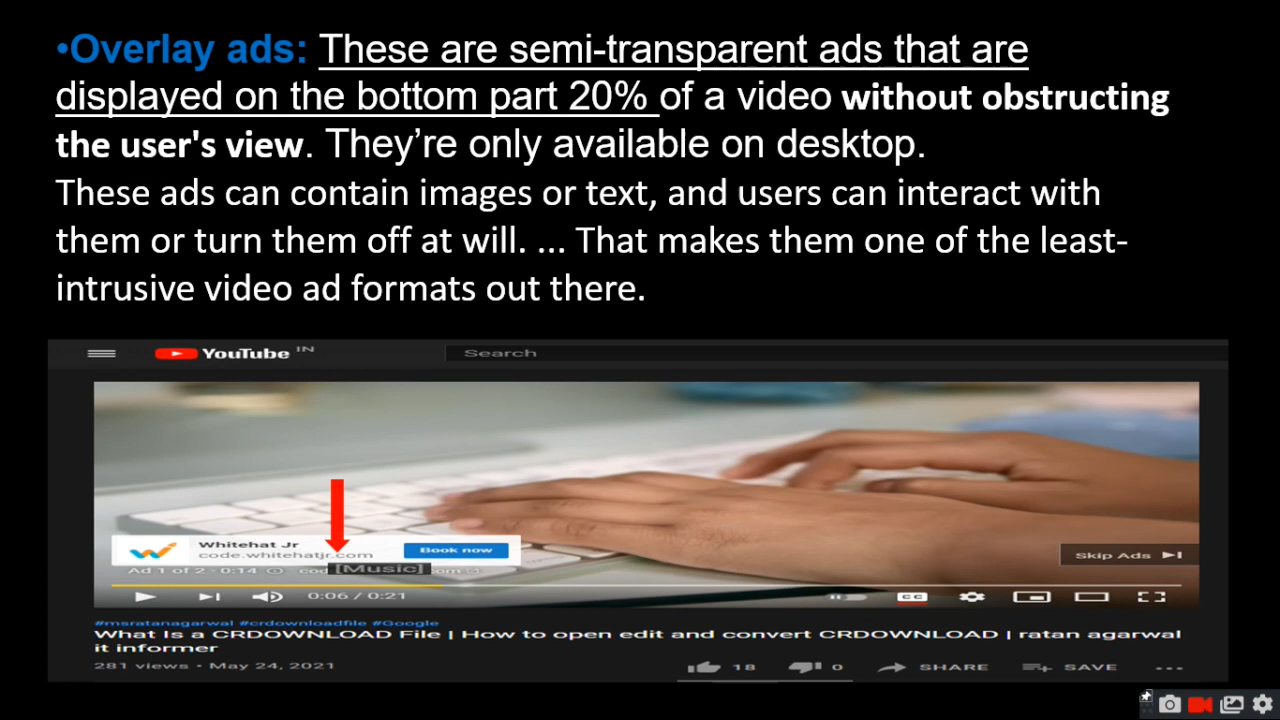 •Overlay ads: These are semi-transparent ads that are
displayed on the bottom part 20% of a video without obstructing
the user's view. They’re only available on desktop.
These ads can contain images or text, and users can interact with
them or turn them off at will. ... That makes them one of the least-
intrusive video ad formats out there.
YouTube IN
Search
Whitehat Jr
code.whitehatjr.com
Book now
Skip Ads
Ad 1 of 2 · 0:14
[Music]
0:06 / 0:21
CC
#msratanagarwal #crdownloadfile #Google
What Is a CRDOWNLOAD File | How to open edit and convert CRDOWNLOAD | ratan agarwal
it informer
281 views • May 24, 2021
18
0
SHARE
SAVE